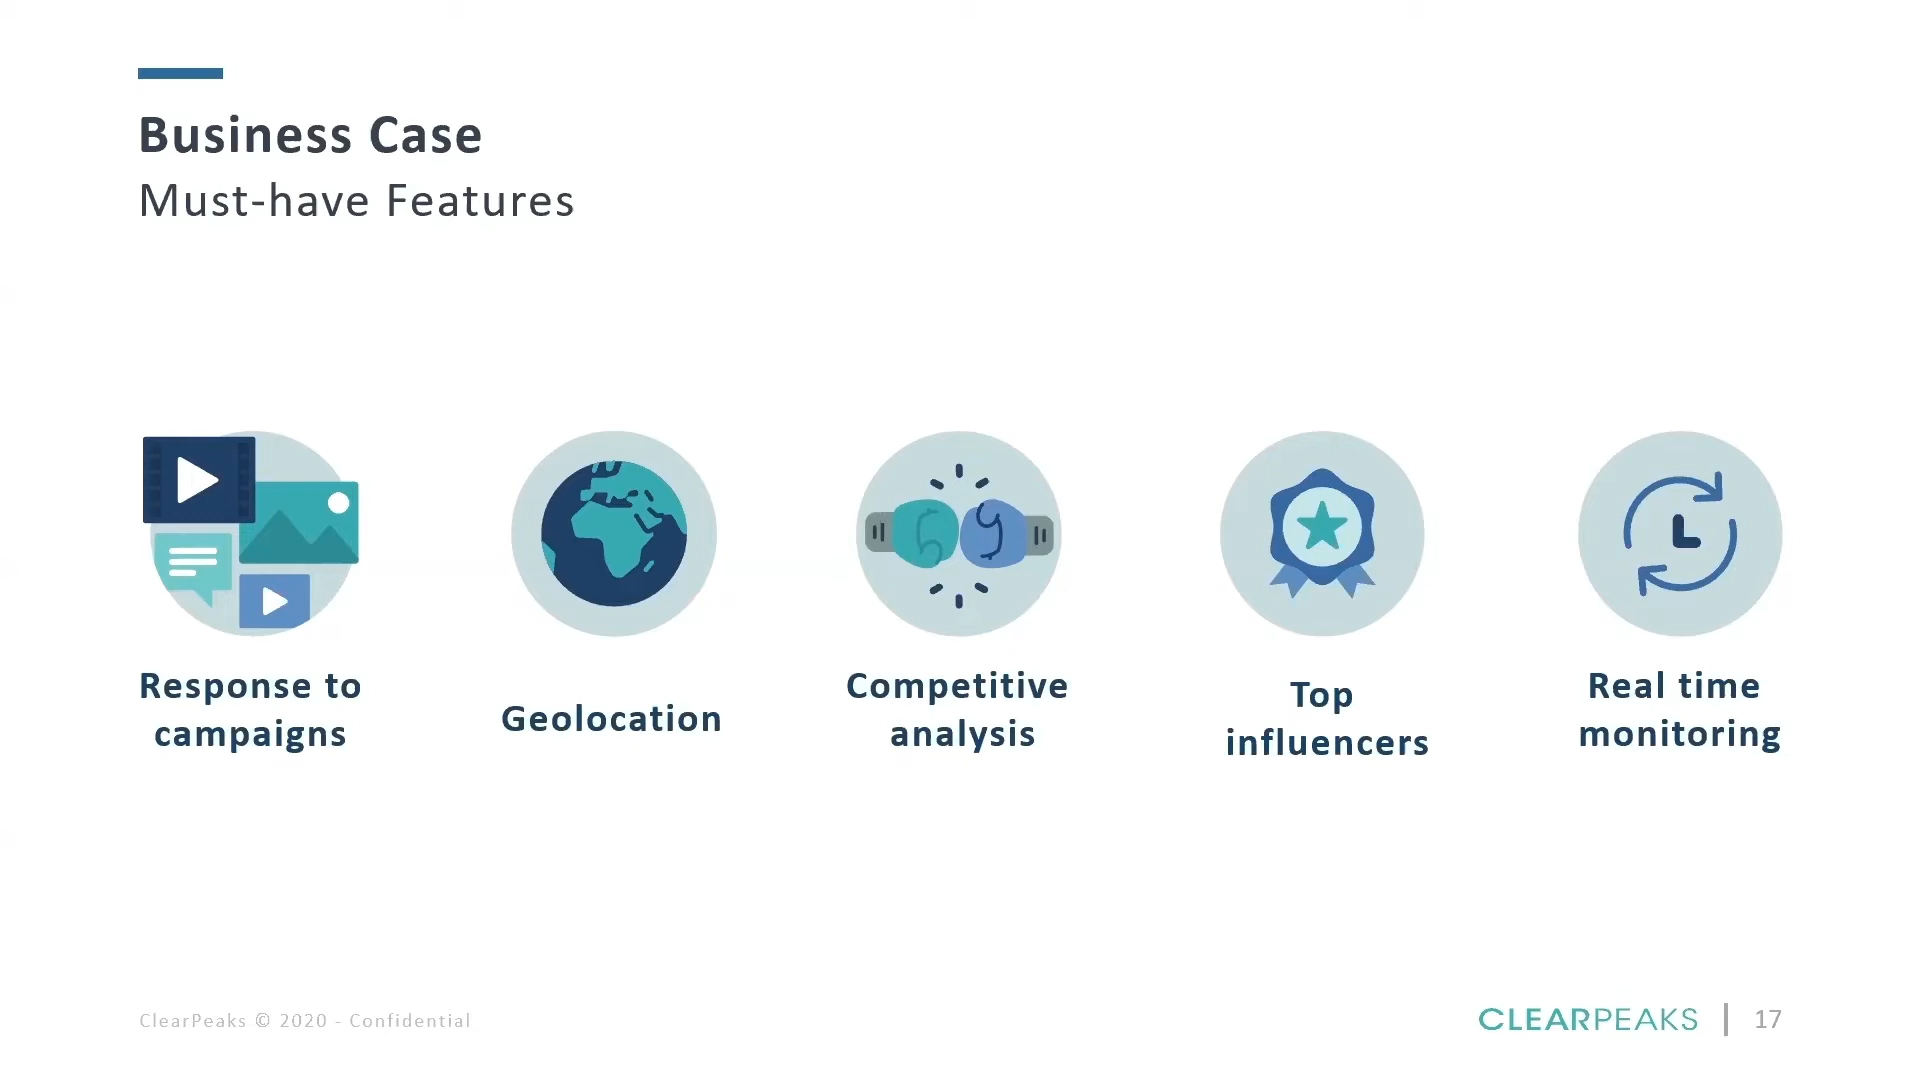 Business Case
Must-have Features
Response to
campaigns
Geolocation
Competitive
analysis
Top
influencers
Real time
monitoring
ClearPeaks © 2020 - Confidential
CLEARPEAKS | 17